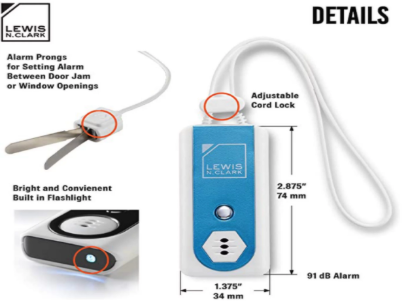 LEWIS
N.CLARK
DETAILS
Alarm Prongs
for Setting Alarm
Between Door Jam
or Window Openings
Adjustable
Cord Lock
LEWIS
N.CLARK
Bright and Convienent
Built in Flashlight
2.875"
74 mm
91 dB Alarm
1.375"
34 mm